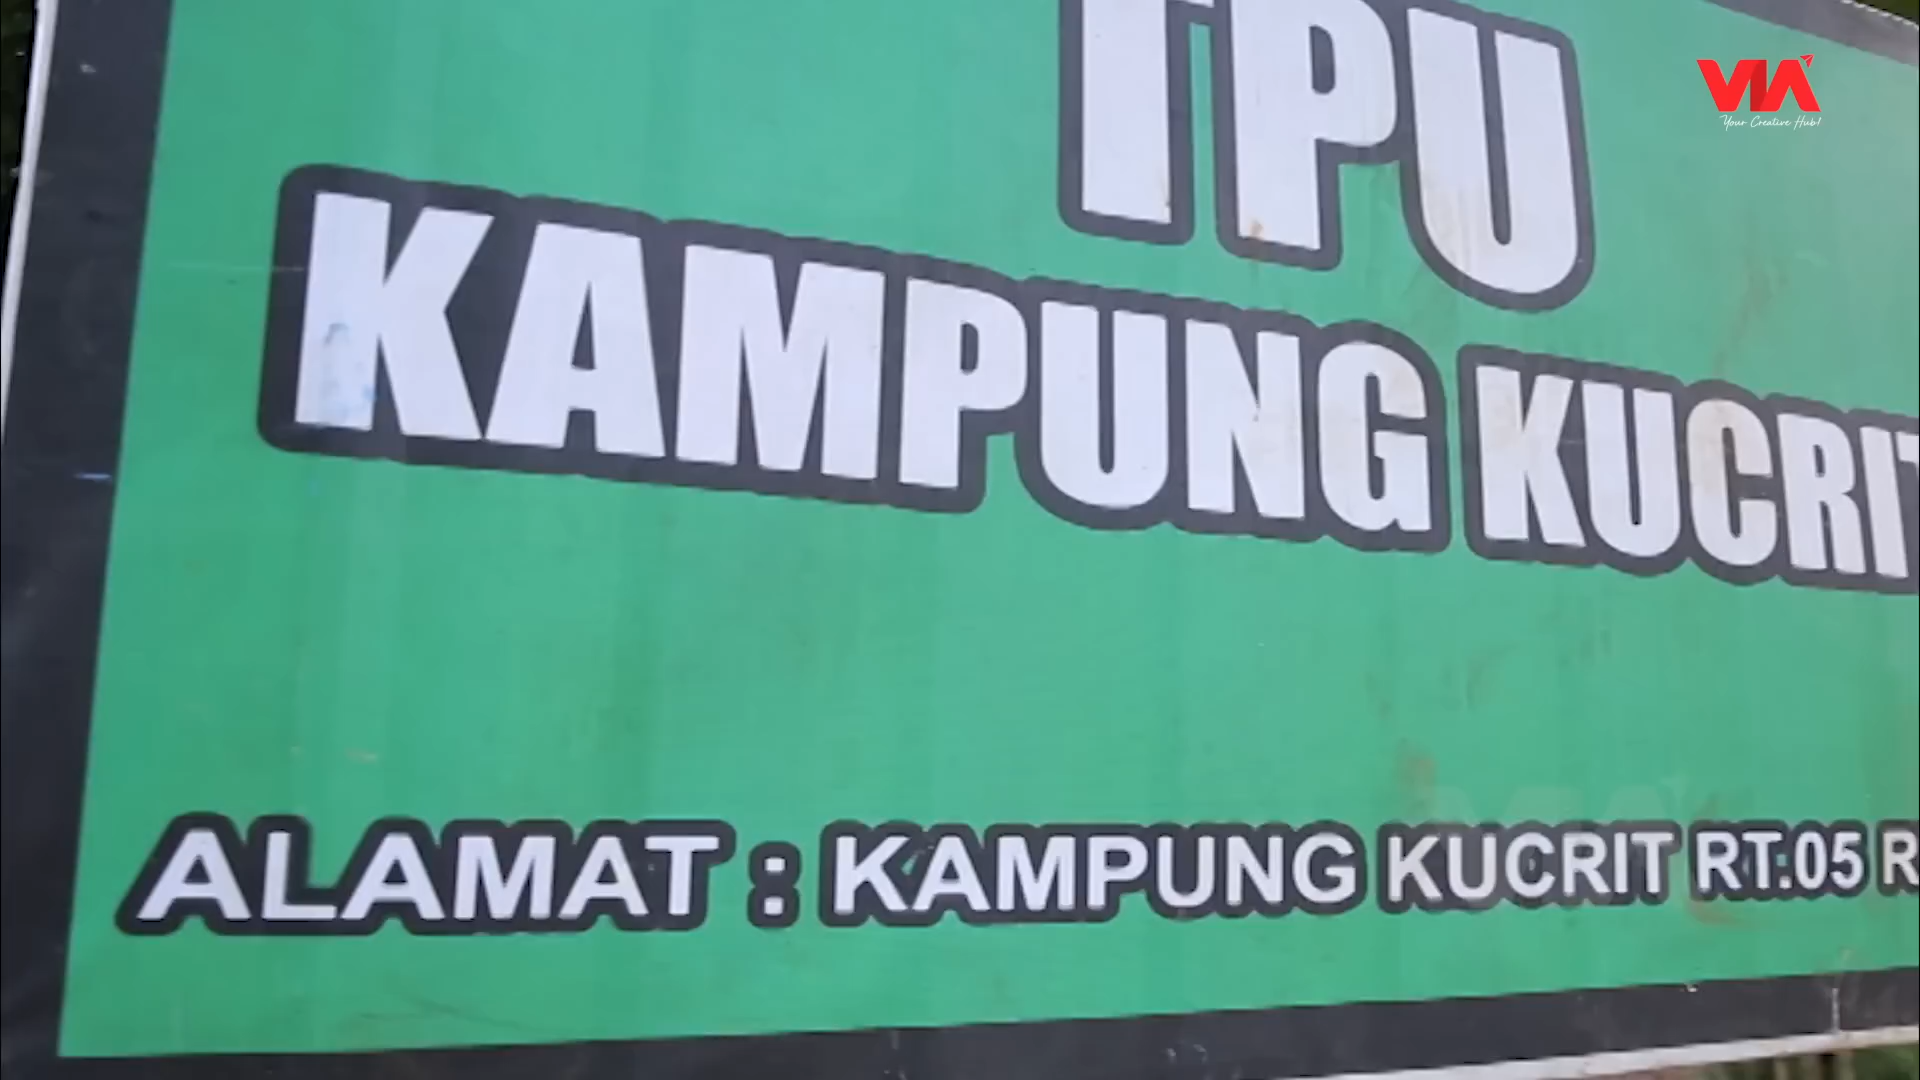 TPU
VIA
Your Creative Hub!
KAMPUNG KUCRIT
ALAMAT : KAMPUNG KUCRIT RT.05 R